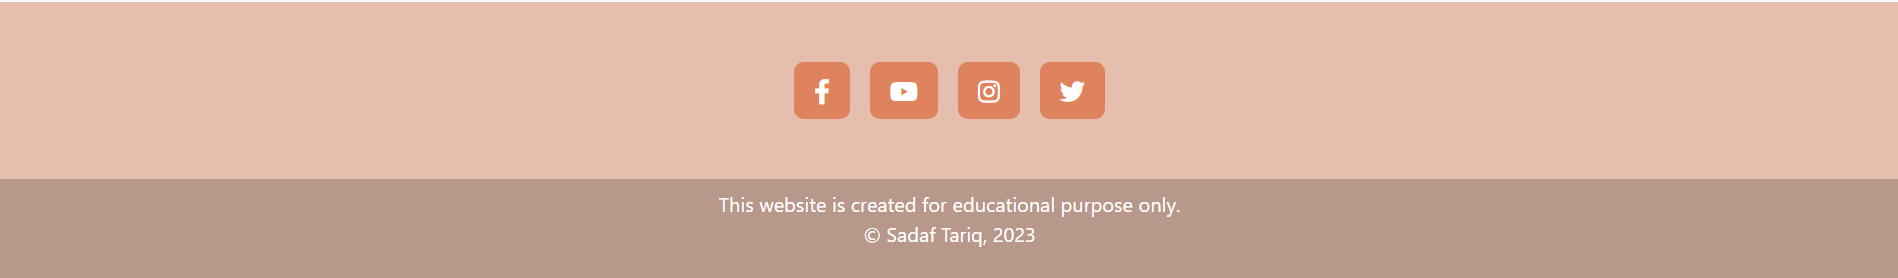 This website is created for educational purpose only.
© Sadaf Tariq, 2023